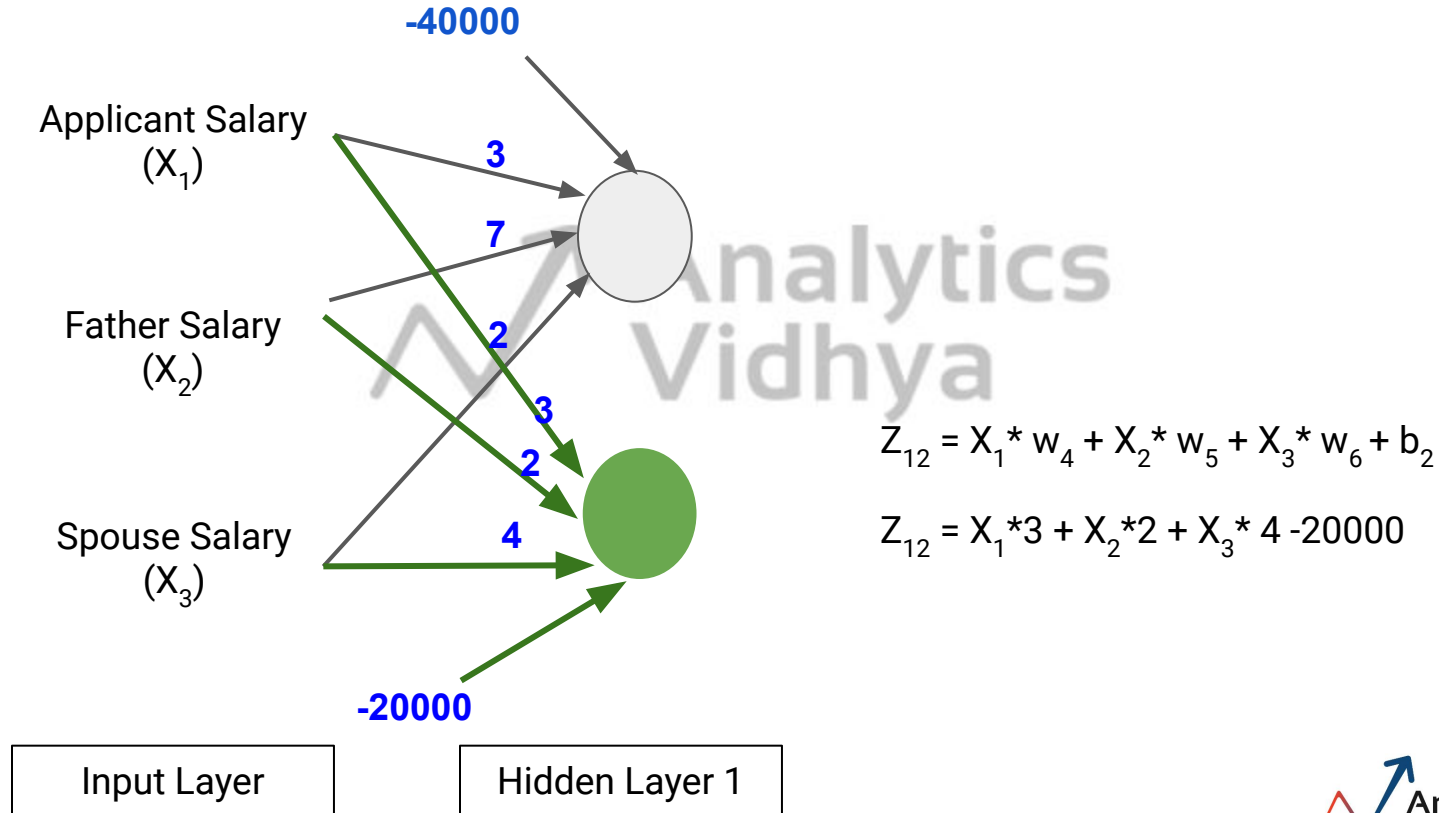 -40000
Applicant Salary
(X₁)
3
7
Father Salary
(X₂)
2
3
2
Spouse Salary
(X₃)
4
-20000
Analytics
Vidhya
Z₁₂ = X₁* w₄ + X₂* w₅ + X₃* w₆ + b₂
Z₁₂ = X₁*3 + X₂*2 + X₃* 4 -20000
Input Layer
Hidden Layer 1